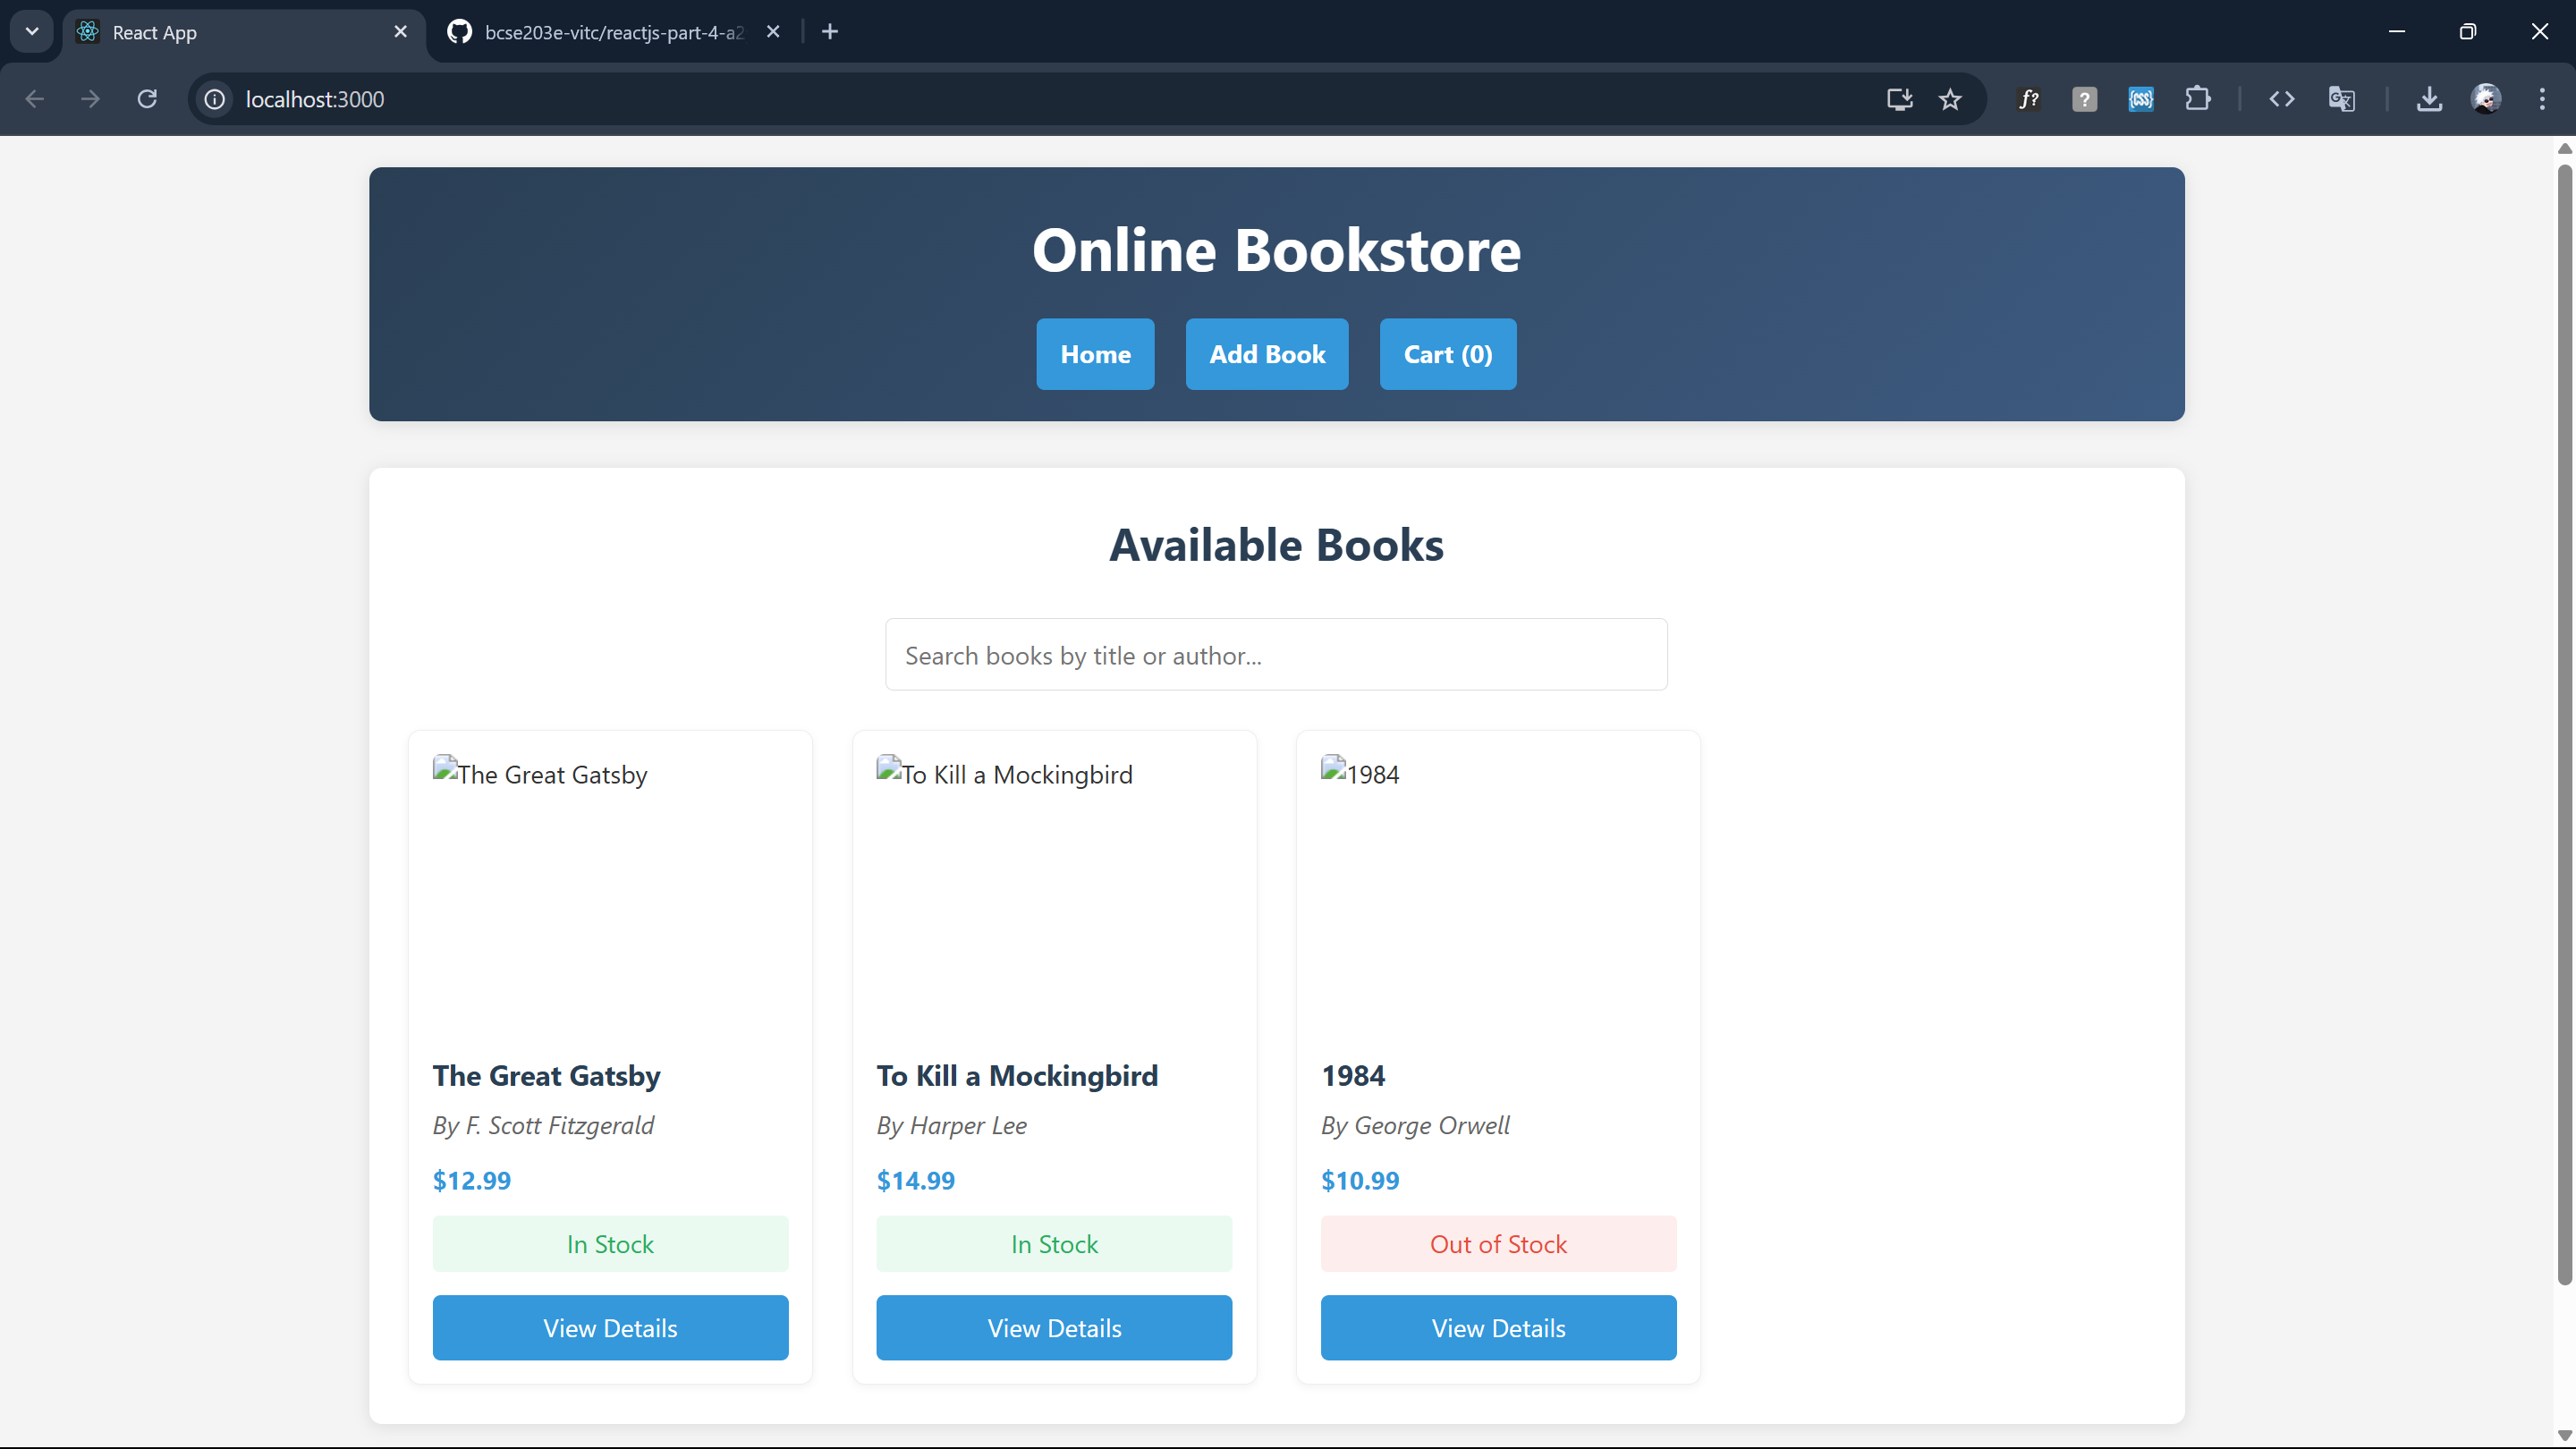 React App
bcse203e-vitc/reactjs-part-4-a2
localhost:3000
Online Bookstore
Home
Add Book
Cart (0)
Available Books
Search books by title or author...
The Great Gatsby
To Kill a Mockingbird
1984
The Great Gatsby
To Kill a Mockingbird
1984
By F. Scott Fitzgerald
By Harper Lee
By George Orwell
$12.99
$14.99
$10.99
In Stock
In Stock
Out of Stock
View Details
View Details
View Details